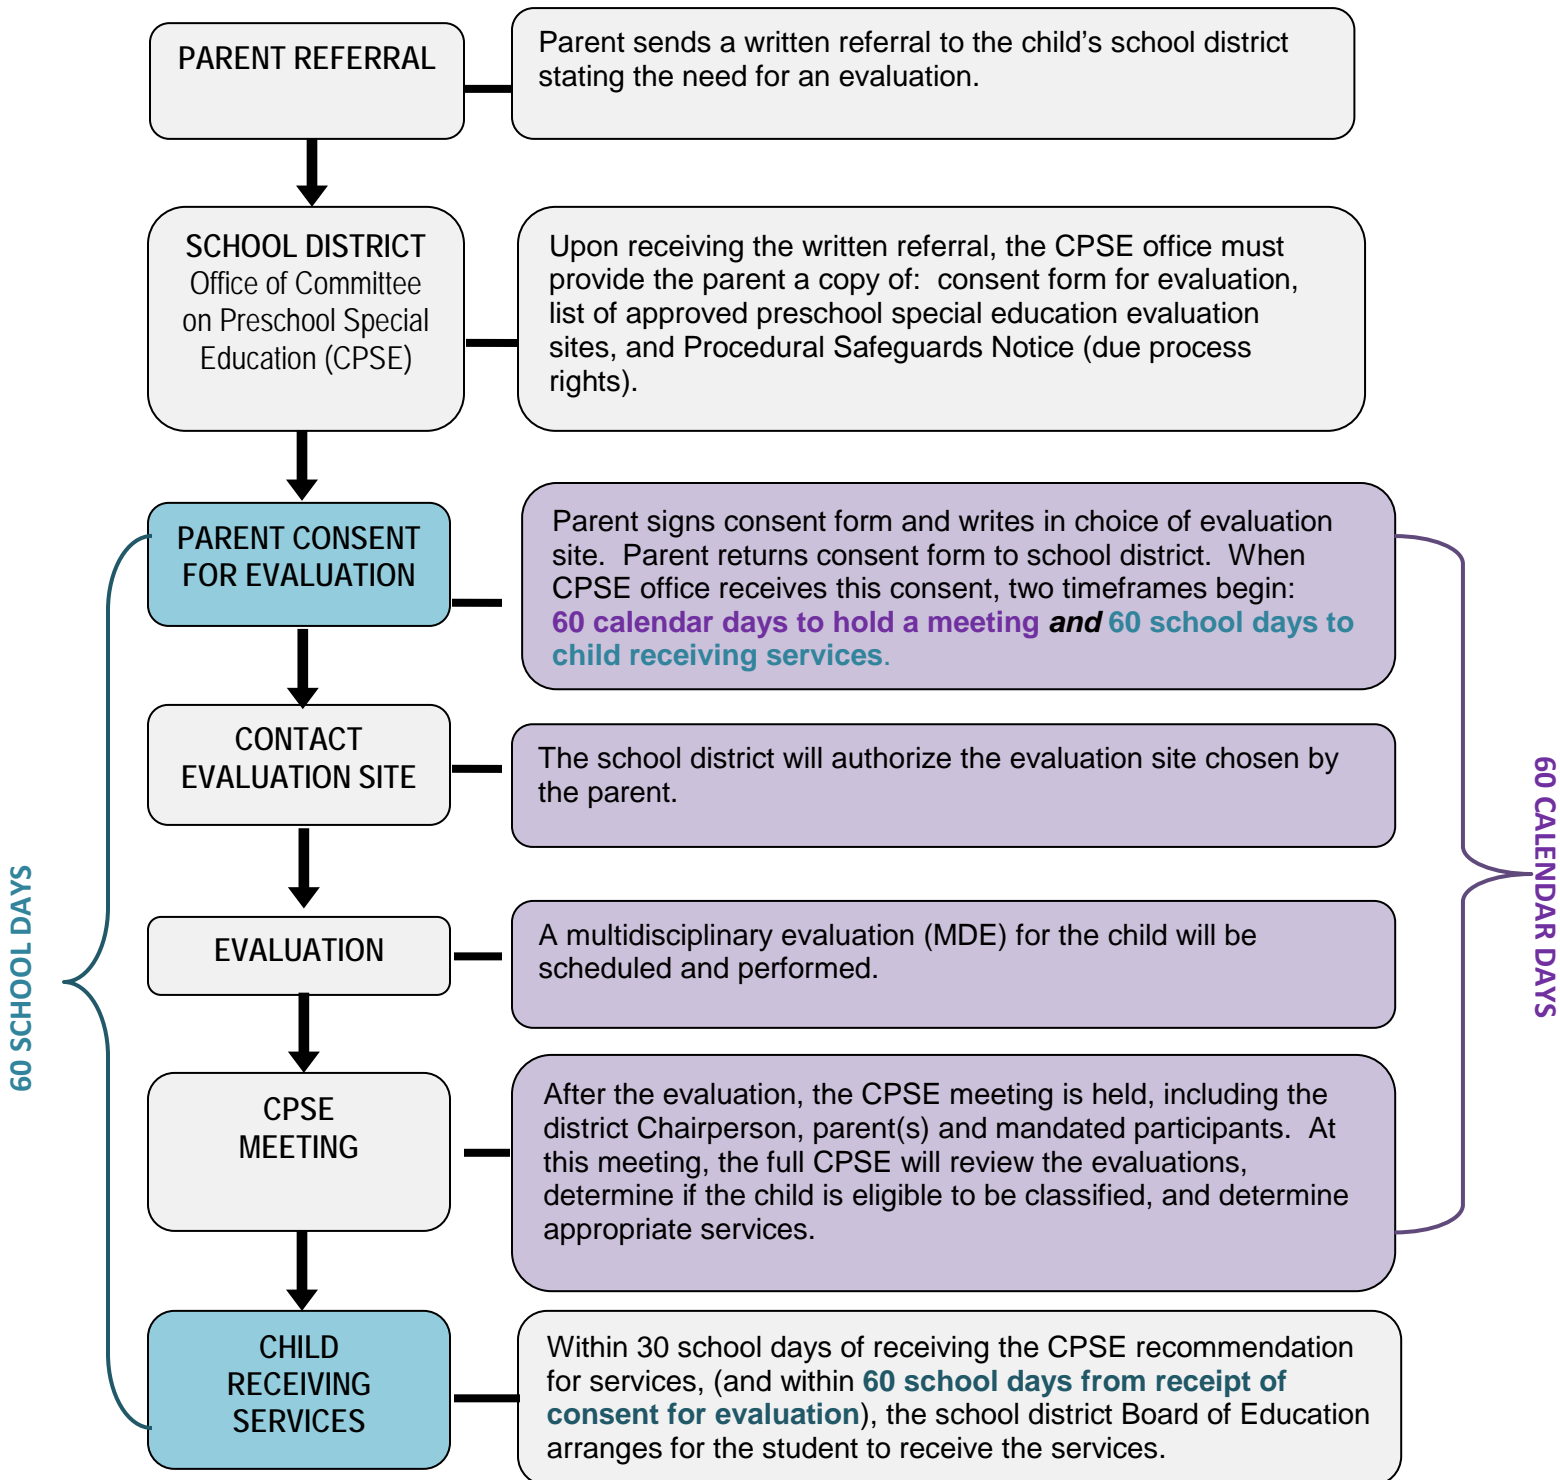 PARENT REFERRAL
Parent sends a written referral to the child's school district
stating the need for an evaluation.
SCHOOL DISTRICT
Office of Committee
on Preschool Special
Education (CPSE)
Upon receiving the written referral, the CPSE office must
provide the parent a copy of:  consent form for evaluation,
list of approved preschool special education evaluation
sites, and Procedural Safeguards Notice (due process
rights).
PARENT CONSENT
FOR EVALUATION
Parent signs consent form and writes in choice of evaluation
site.  Parent returns consent form to school district.  When
CPSE office receives this consent, two timeframes begin:
60 calendar days to hold a meeting and 60 school days to
child receiving services.
CONTACT
EVALUATION SITE
The school district will authorize the evaluation site chosen by
the parent.
EVALUATION
A multidisciplinary evaluation (MDE) for the child will be
scheduled and performed.
CPSE
MEETING
After the evaluation, the CPSE meeting is held, including the
district Chairperson, parent(s) and mandated participants.  At
this meeting, the full CPSE will review the evaluations,
determine if the child is eligible to be classified, and determine
appropriate services.
CHILD
RECEIVING
SERVICES
Within 30 school days of receiving the CPSE recommendation
for services, (and within 60 school days from receipt of
consent for evaluation), the school district Board of Education
arranges for the student to receive the services.
60 SCHOOL DAYS
60 CALENDAR DAYS